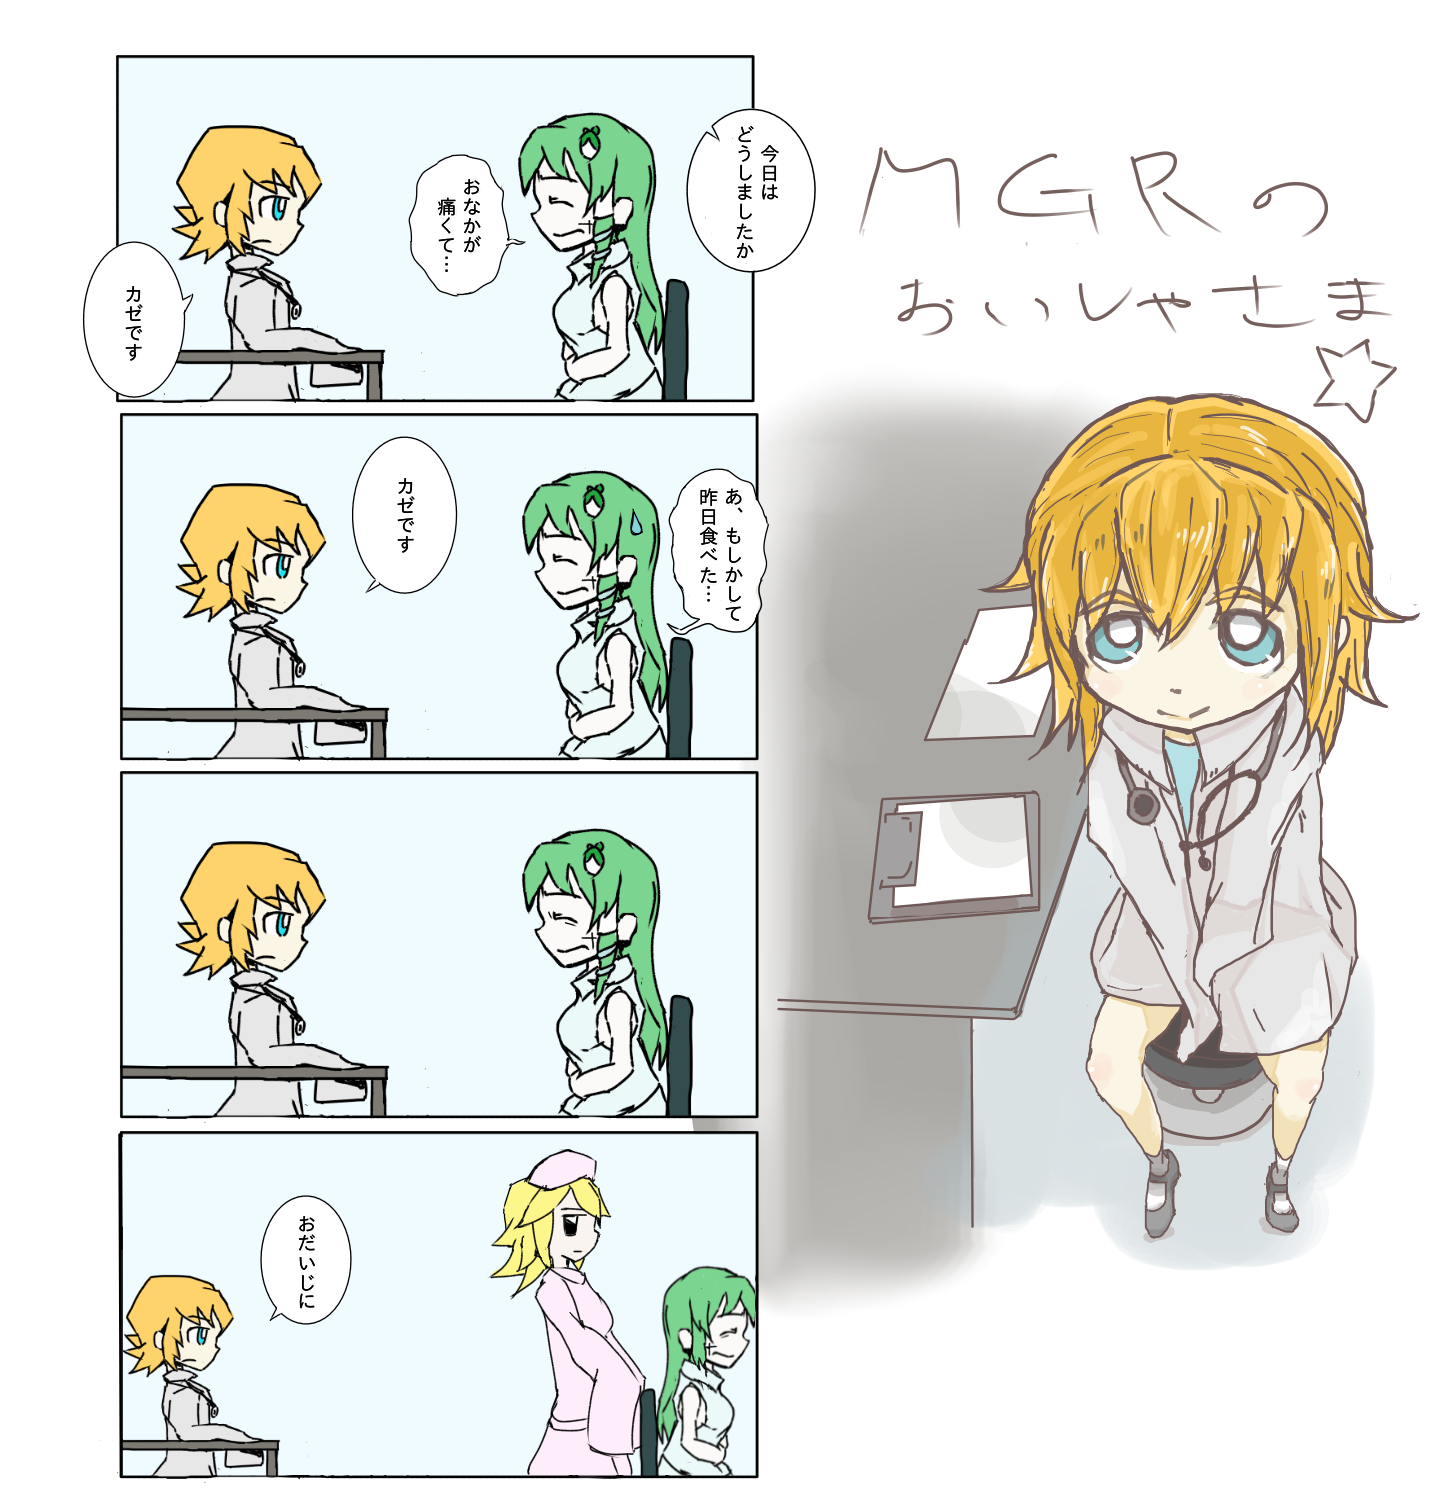 MGRの
おいしゃさま
☆
今日は
どうしましたか
おなかが
痛くて…
カゼです
あ、もしかして
昨日食べた…
カゼです
おだいじに